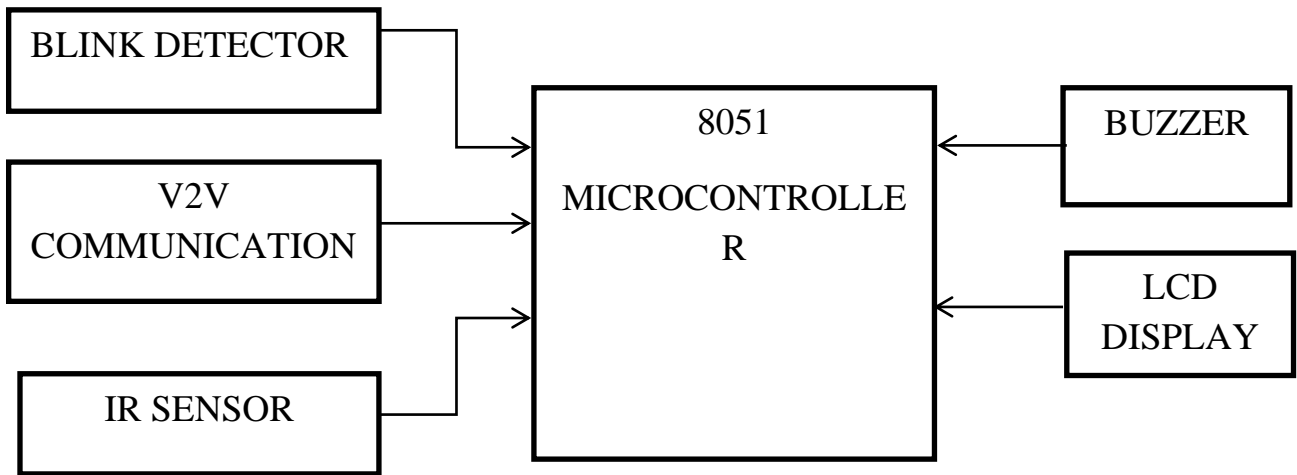 BLINK DETECTOR
V2V
COMMUNICATION
IR SENSOR
8051
MICROCONTROLLE
R
BUZZER
LCD
DISPLAY